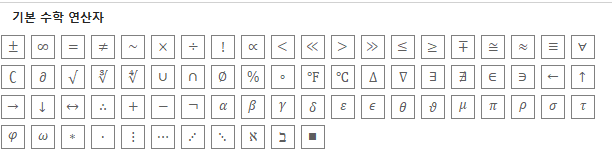 기본 수학 연산자
± ∞ = ≠ ~ × ÷ ! ∝ < ≪ > ≫ ≤ ≥ ∓ ≅ ≈ ≡ ∀
∁ ∂ √ ∛ ∜ ∪ ∩ ∅ % ° ℉ ℃ ∆ ∇ ∃ ∄ ∈ ∋ ← ↑
→ ↓ ↔ ∴ + − ¬ α β γ δ ε ϵ θ ϑ μ π ρ σ τ
φ ω * ∙ ⋮ ⋯ ⋰ ⋱ ℵ ℶ ∎